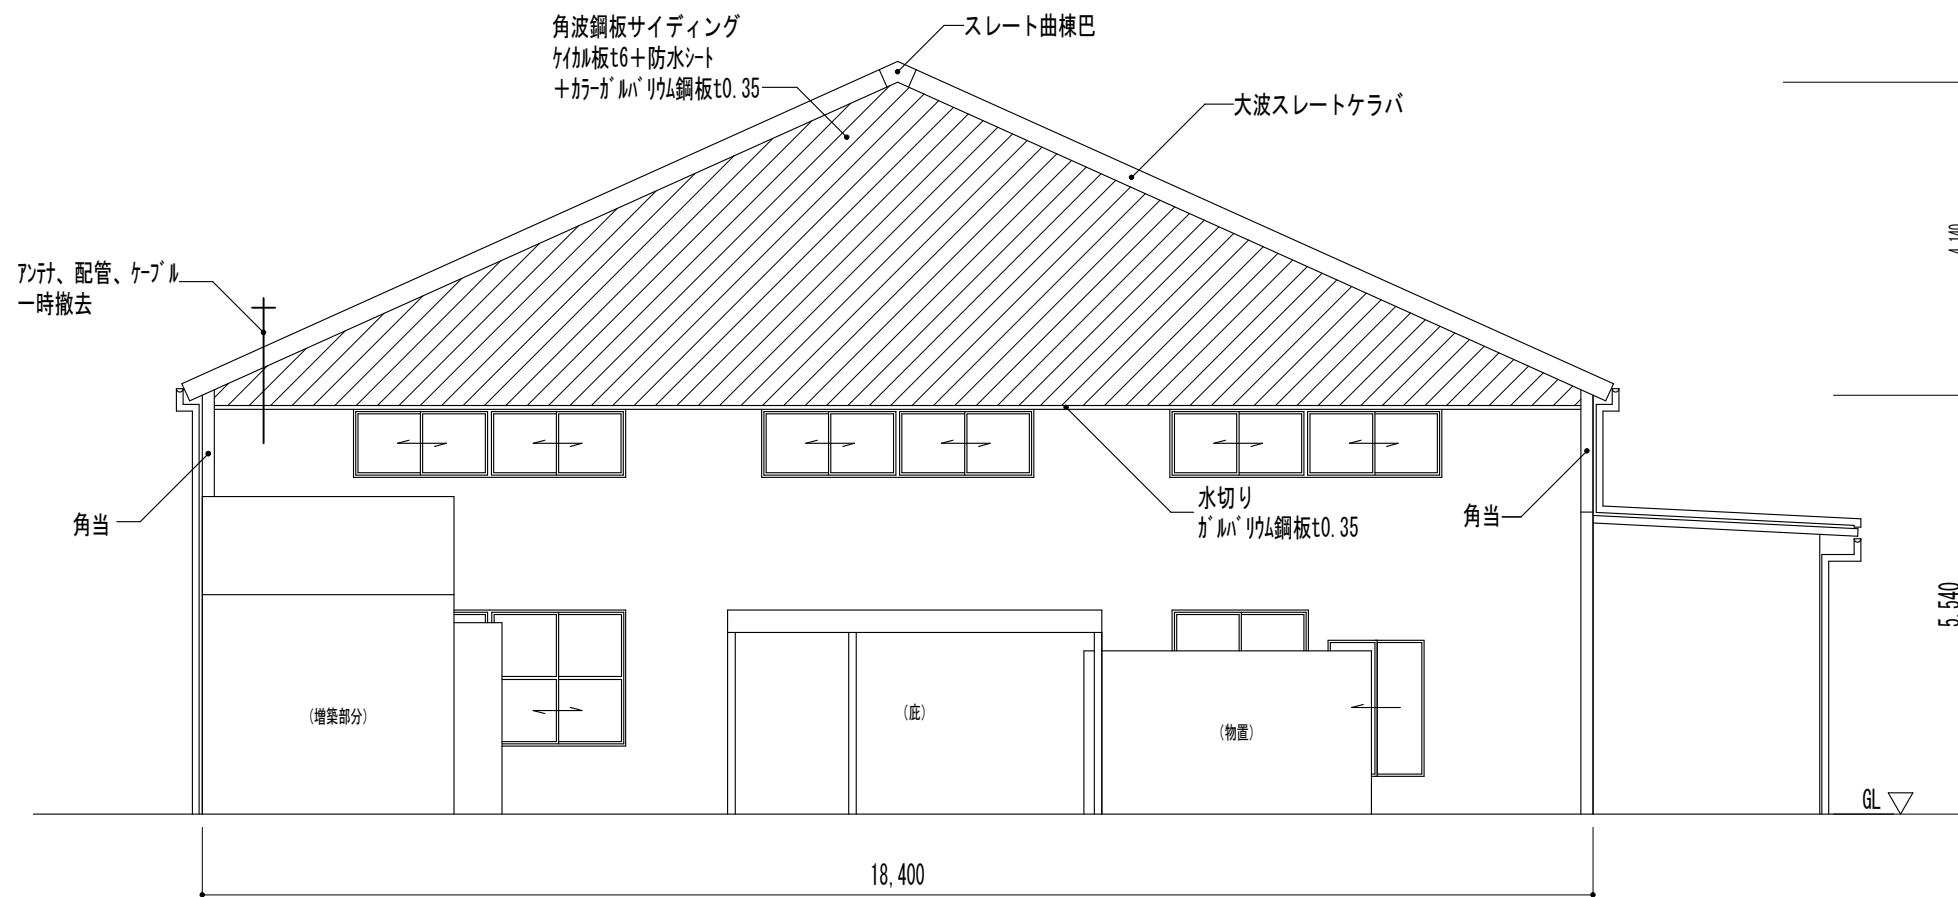 角波鋼板サイディング
ケイカル板t6+防水シート
+カラーガルバリウム鋼板t0.35
スレート曲棟巴
大波スレートケラバ
アンテナ、配管、ケーブル
一時撤去
4,140
角当
水切り
ガルバリウム鋼板t0.35
角当
5,540
(増築部分)
(庇)
(物置)
GL
18,400